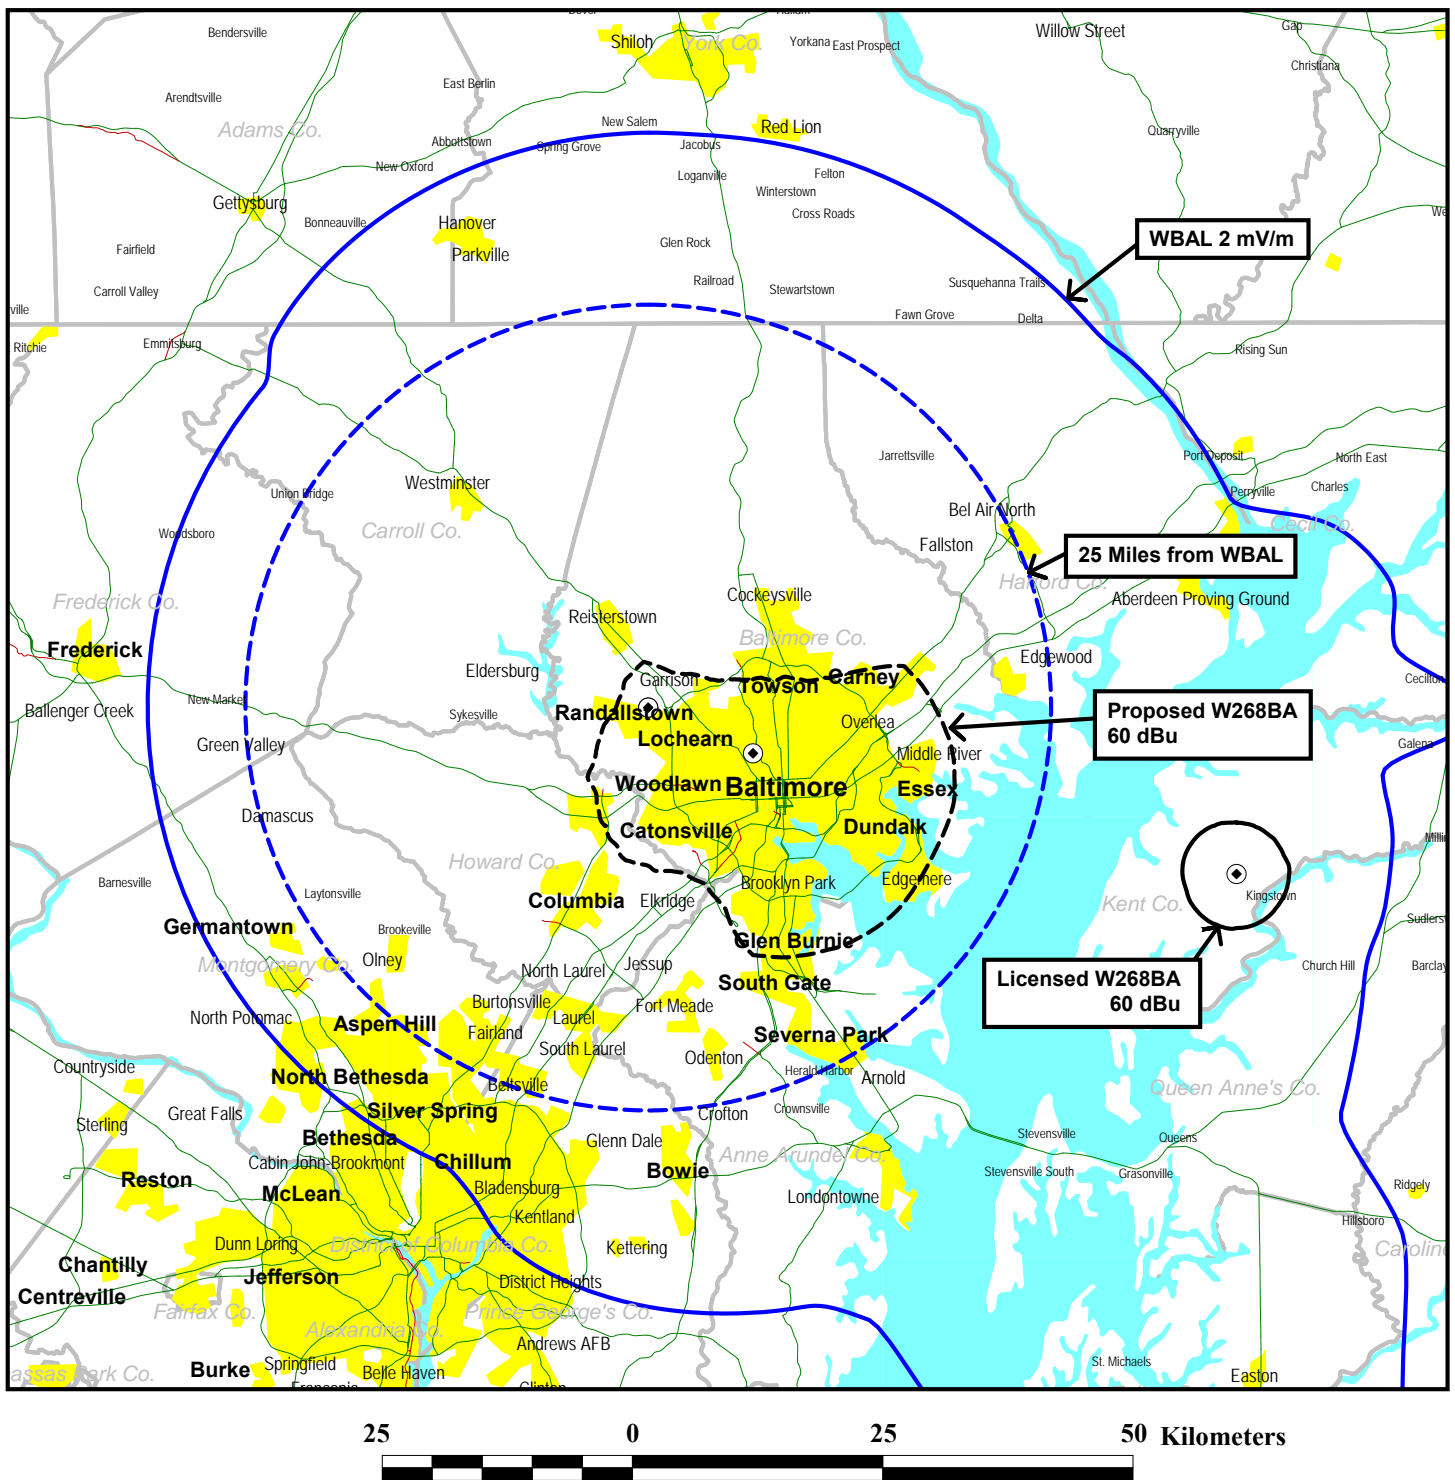 Bendersville
Shiloh
York Co.
Yorkana
East Prospect
Willow Street
Gap
Christiana
Arendtsville
East Berlin
Adams Co.
Abbottstown
New Salem
Spring Grove
Jacobus
Red Lion
Quarryville
New Oxford
Loganville
Felton
Winterstown
Gettysburg
Bonneauville
Hanover
Parkville
Cross Roads
Glen Rock
WBAL 2 mV/m
Fairfield
Carroll Valley
Railroad
Stewartstown
Susquehanna Trails
ville
Fawn Grove
Delta
Ritchie
Emmitsburg
Rising Sun
Jarrettsville
Port Deposit
North East
Westminster
Union Bridge
Perryville
Charles
Carroll Co.
Bel Air North
Cecil Co.
Woodsboro
Fallston
25 Miles from WBAL
Harford Co.
Frederick Co.
Cockeysville
Aberdeen Proving Ground
Reisterstown
Baltimore Co.
Frederick
Eldersburg
Garrison
Towson
Carney
Edgewood
Cecilton
New Market
Ballenger Creek
Sykesville
Randallstown
Overlea
Proposed W268BA
60 dBu
Green Valley
Lochearn
Middle River
Galena
Woodlawn
Baltimore
Essex
Damascus
Catonsville
Dundalk
Howard Co.
Barnesville
Laytonsville
Brooklyn Park
Edgemere
Columbia
Elkridge
Kent Co.
Kingstown
Germantown
Brookeville
Glen Burnie
Montgomery Co.
Olney
North Laurel
Jessup
Licensed W268BA
60 dBu
Church Hill
Barclay
South Gate
Burtonsville
Fort Meade
North Potomac
Aspen Hill
Fairland
Laurel
Severna Park
South Laurel
Odenton
Countryside
North Bethesda
Beltsville
Herald Harbor
Arnold
Queen Anne's Co.
Great Falls
Silver Spring
Crofton
Crownsville
Sterling
Bethesda
Glenn Dale
Stevensville
Queens
Cabin John-Brookmont
Chillum
Anne Arundel Co.
Reston
McLean
Bladensburg
Bowie
Londontowne
Stevensville South
Grasonville
Ridgely
Kentland
Hillsboro
Dunn Loring
District of Columbia Co.
Kettering
Caroline
Chantilly
Jefferson
District Heights
Centreville
Fairfax Co.
Prince George's Co.
Alexandria Co.
Andrews AFB
assas Park Co.
Burke
Springfield
Belle Haven
St. Michaels
Easton
Franconia
Clinton
25 0 25 50 Kilometers